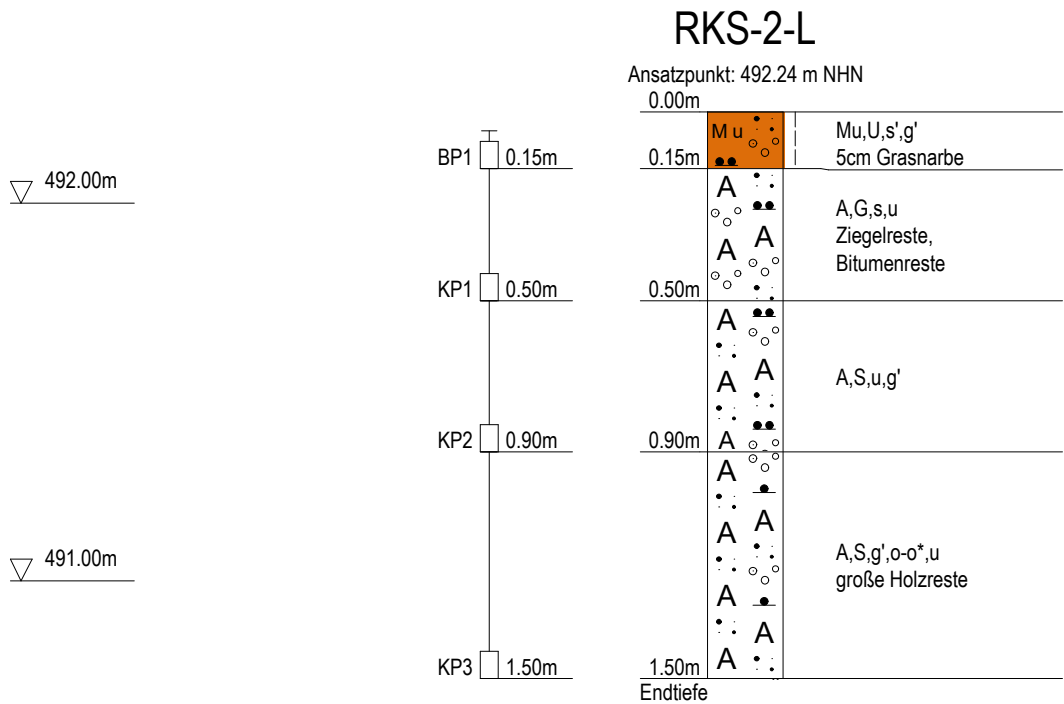 RKS-2-L
Ansatzpunkt: 492.24 m NHN
0.00m
Mu
Mu,U,s',g'
5cm Grasnarbe
BP1 0.15m
0.15m
492.00m
A
A
A
A,G,s,u
Ziegelreste,
Bitumenreste
KP1 0.50m
0.50m
A
A
A
A
A,S,u,g'
KP2 0.90m
0.90m
A
A
A
A
A
A
A
491.00m
A,S,g',o-o*,u
große Holzreste
KP3 1.50m
1.50m
Endtiefe